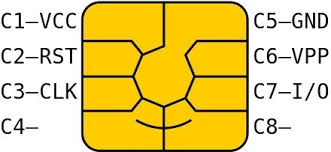 C1–VCC
C2–RST
C3–CLK
C4–
C5–GND
C6–VPP
C7–I/O
C8–